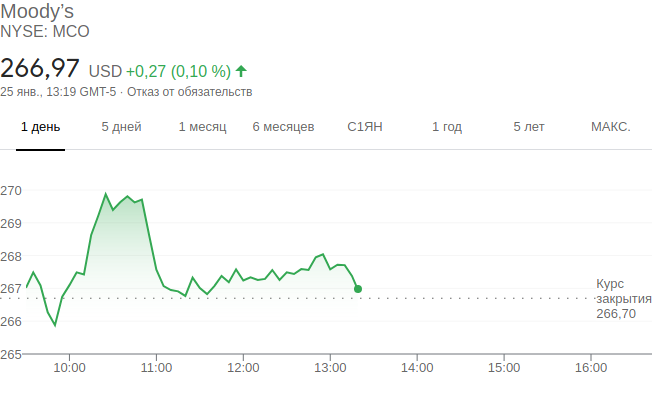 Moody’s
NYSE: MCO
266,97 USD +0,27 (0,10 %)
25 янв., 13:19 GMT-5 · Отказ от обязательств
1 день 5 дней 1 месяц 6 месяцев С1ЯН 1 год 5 лет МАКС.
270
269
268
267
266
265
Курс
закрытия
266,70
10:00 11:00 12:00 13:00 14:00 15:00 16:00